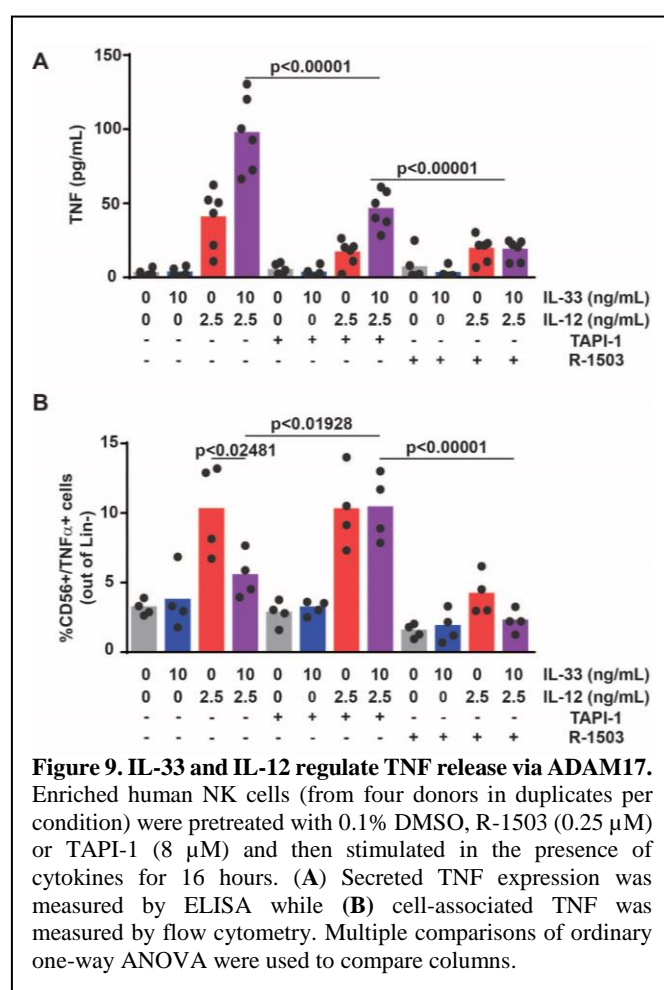 A
150
p<0.00001
100
p<0.00001
50
0
TNF (pg/mL)
0 10 0 10 0 10 0 10 0 10 0 10 IL-33 (ng/mL)
0 0 2.5 2.5 0 0 2.5 2.5 0 0 2.5 2.5 IL-12 (ng/mL)
- - - - + + + + - - - - TAPI-1
- - - - - - - - + + + + R-1503
B
p<0.01928
15
p<0.02481
p<0.00001
10
5
0
%CD56+/TNFα+ cells
(out of Lin-)
0 10 0 10 0 10 0 10 0 10 0 10 IL-33 (ng/mL)
0 0 2.5 2.5 0 0 2.5 2.5 0 0 2.5 2.5 IL-12 (ng/mL)
- - - - + + + + - - - - TAPI-1
- - - - - - - - + + + + R-1503
Figure 9. IL-33 and IL-12 regulate TNF release via ADAM17.
Enriched human NK cells (from four donors in duplicates per
condition) were pretreated with 0.1% DMSO, R-1503 (0.25 µM)
or TAPI-1 (8 µM) and then stimulated in the presence of
cytokines for 16 hours. (A) Secreted TNF expression was
measured by ELISA while (B) cell-associated TNF was
measured by flow cytometry. Multiple comparisons of ordinary
one-way ANOVA were used to compare columns.